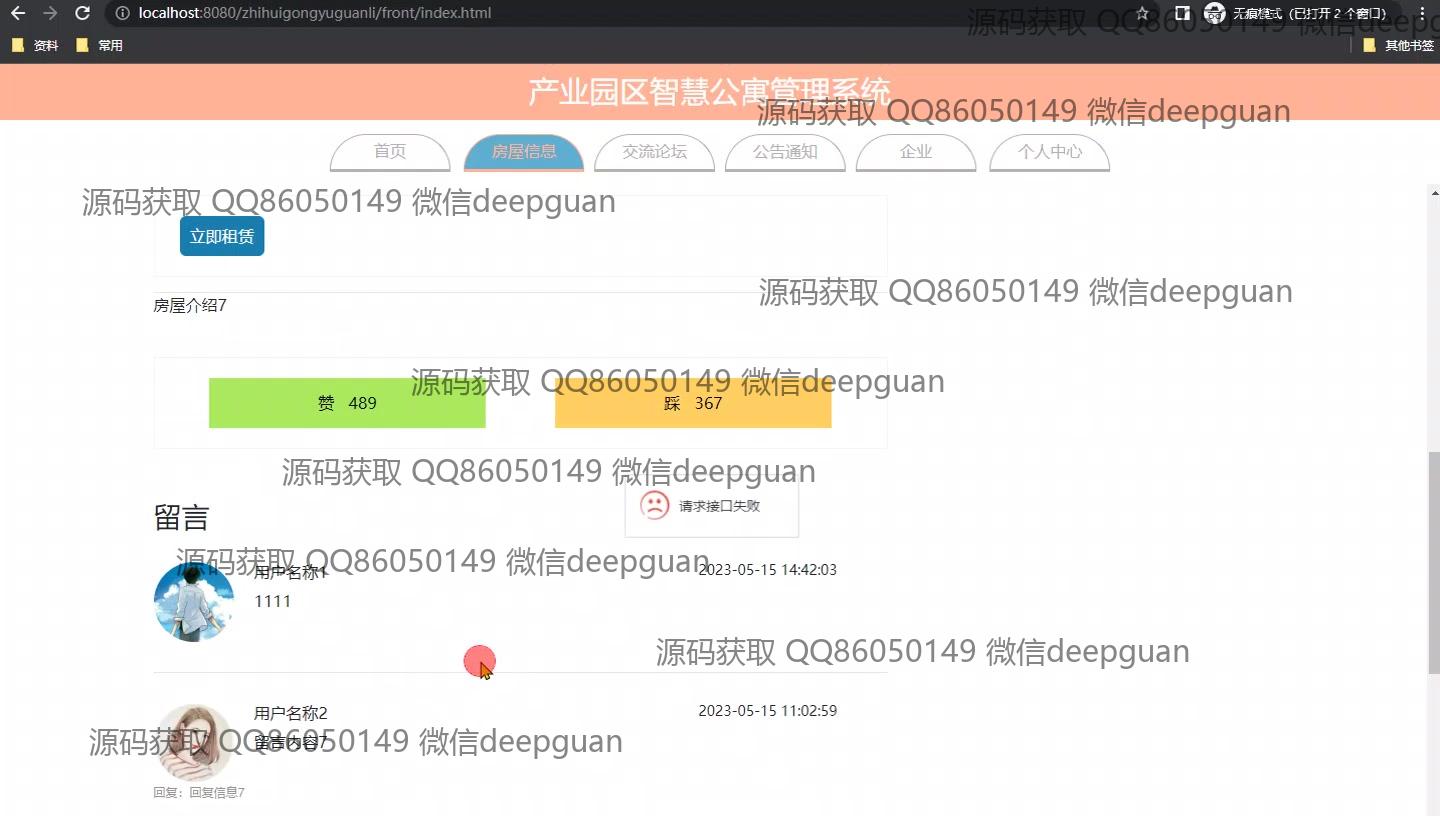 localhost:8080/zhihuigongyuguanli/front/index.html
无痕模式（已打开 2 个窗口）
源码获取 QQ86050149 微信deepg
资料
常用
其他书签
产业园区智慧公寓管理系统
源码获取 QQ86050149 微信deepguan
首页
房屋信息
交流论坛
公告通知
企业
个人中心
源码获取 QQ86050149 微信deepguan
立即租赁
源码获取 QQ86050149 微信deepguan
房屋介绍7
源码获取 QQ86050149 微信deepguan
赞 489
踩 367
源码获取 QQ86050149 微信deepguan
请求接口失败
留言
源码获取 QQ86050149 微信deepguan
用户名称1
2023-05-15 14:42:03
1111
源码获取 QQ86050149 微信deepguan
用户名称2
2023-05-15 11:02:59
源码获取 QQ86050149 微信deepguan
留言内容7
回复：回复信息7